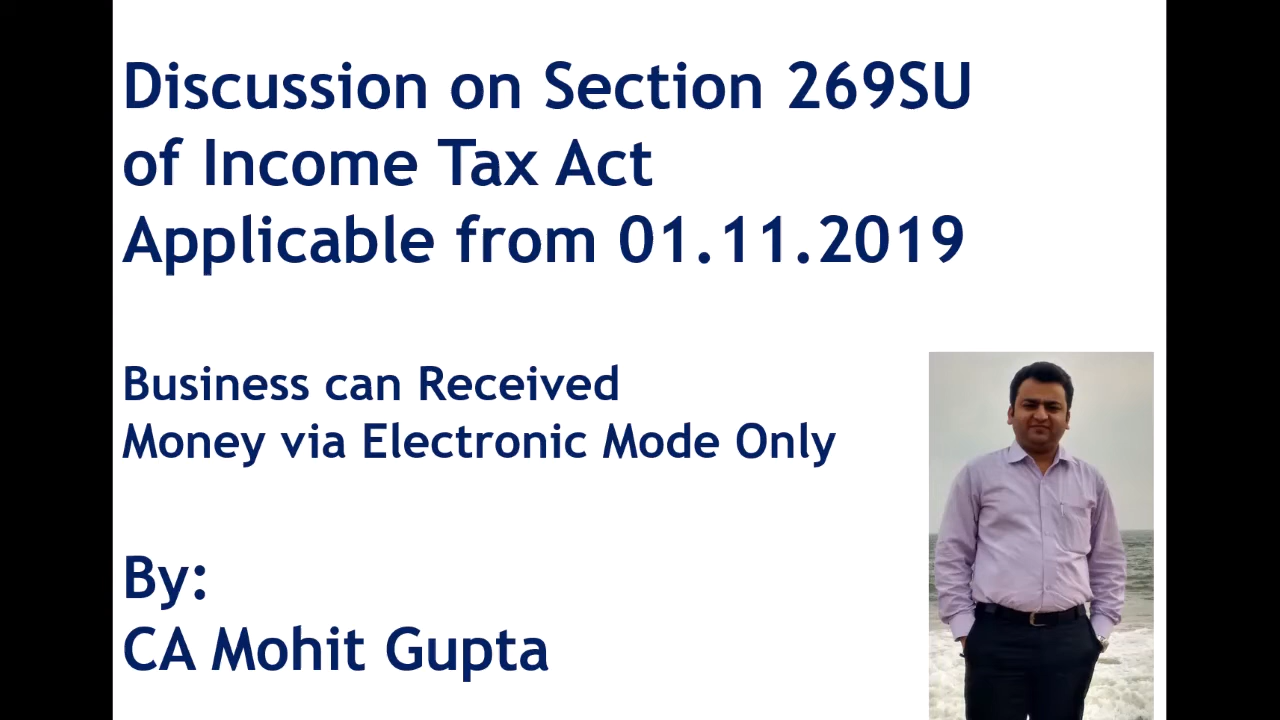 Discussion on Section 269SU
of Income Tax Act
Applicable from 01.11.2019
Business can Received
Money via Electronic Mode Only
By:
CA Mohit Gupta